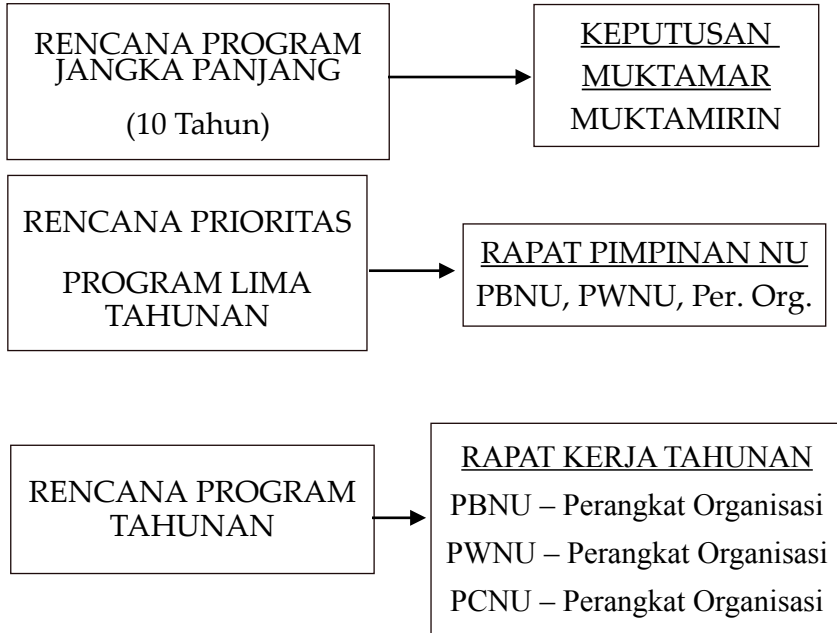 RENCANA PROGRAM
JANGKA PANJANG
(10 Tahun)
KEPUTUSAN
MUKTAMAR
MUKTAMIRIN
RENCANA PRIORITAS
PROGRAM LIMA
TAHUNAN
RAPAT PIMPINAN NU
PBNU, PWNU, Per. Org.
RENCANA PROGRAM
TAHUNAN
RAPAT KERJA TAHUNAN
PBNU – Perangkat Organisasi
PWNU – Perangkat Organisasi
PCNU – Perangkat Organisasi